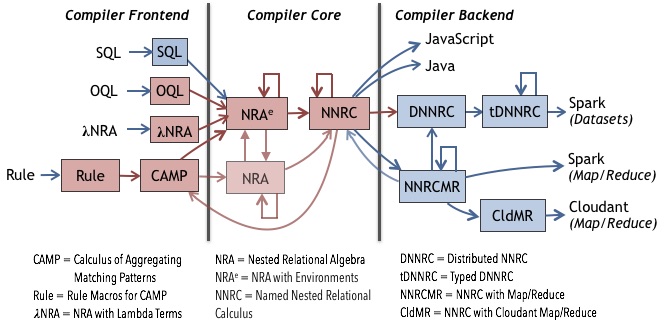 Compiler Frontend
Compiler Core
Compiler Backend
SQL
SQL
OQL
OQL
λNRA
λNRA
Rule
Rule
CAMP
NRAᵉ
NNRC
NRA
JavaScript
Java
DNNRC
tDNNRC
Spark
(Datasets)
NNRCMR
Spark
(Map/Reduce)
CldMR
Cloudant
(Map/Reduce)
CAMP = Calculus of Aggregating
Matching Patterns
Rule = Rule Macros for CAMP
λNRA = NRA with Lambda Terms
NRA = Nested Relational Algebra
NRAᵉ = NRA with Environments
NNRC = Named Nested Relational
Calculus
DNNRC = Distributed NNRC
tDNNRC = Typed DNNRC
NNRCMR = NNRC with Map/Reduce
CldMR = NNRC with Cloudant Map/Reduce